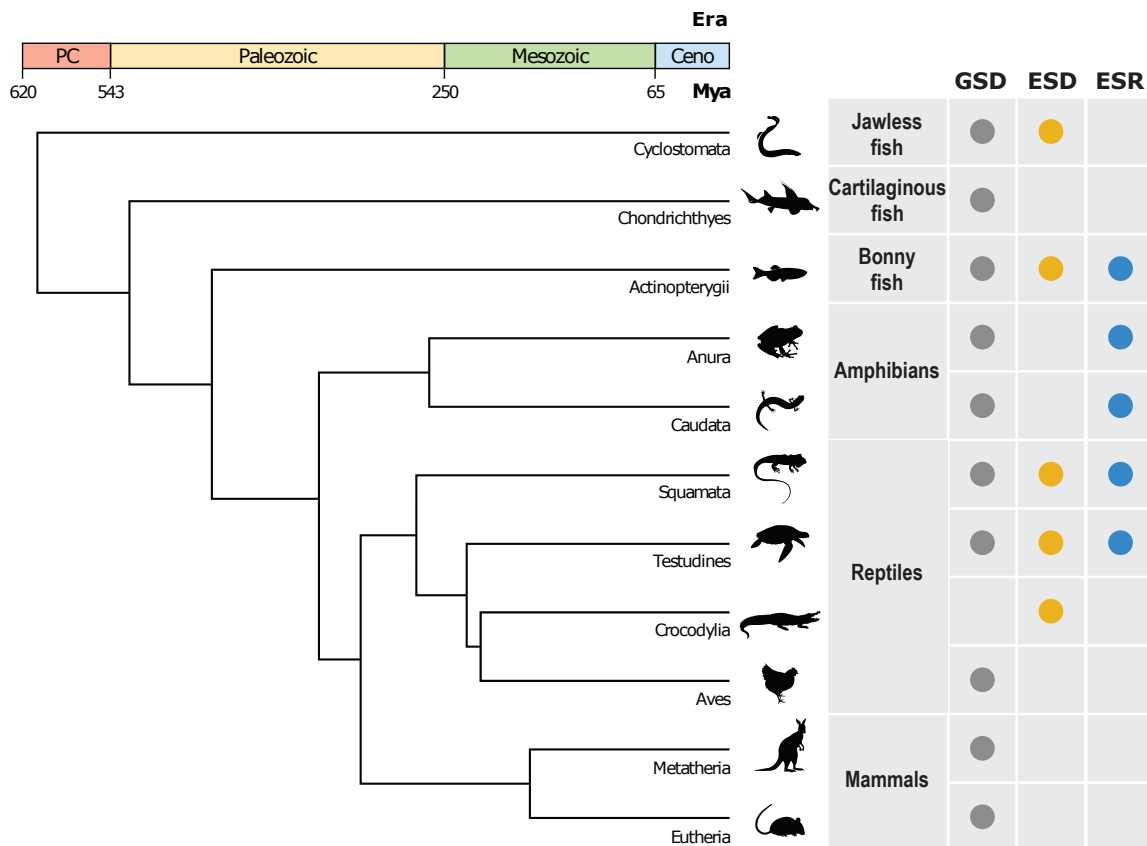 Era
PC Paleozoic Mesozoic Ceno
620 543 250 65 Mya
GSD ESD ESR
Cyclostomata
Jawless
fish
Chondrichthyes
Cartilaginous
fish
Actinopterygii
Bonny
fish
Anura
Amphibians
Caudata
Squamata
Testudines
Reptiles
Crocodylia
Aves
Metatheria
Mammals
Eutheria